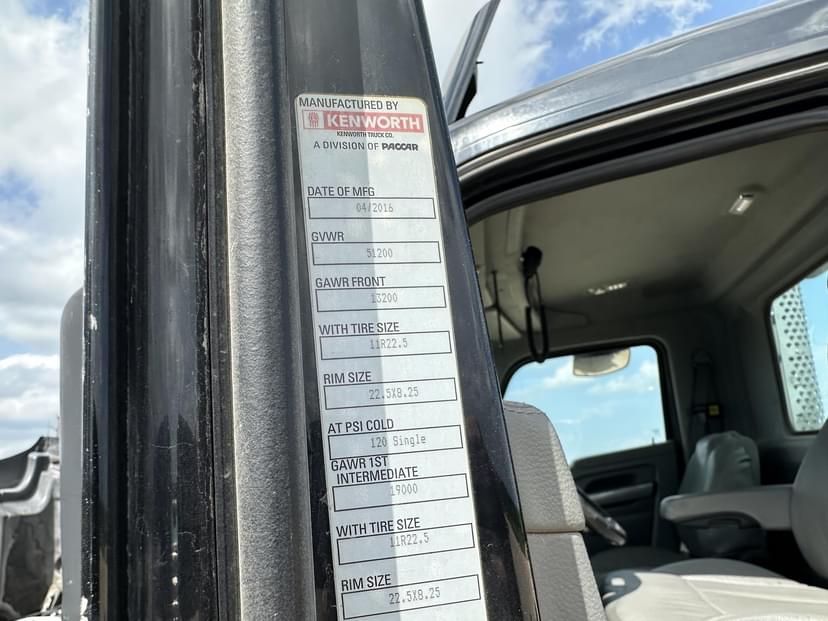 MANUFACTURED BY
KENWORTH
KENWORTH TRUCK CO.
A DIVISION OF PACCAR
DATE OF MFG
04/2016
GVWR
51200
GAWR FRONT
13200
WITH TIRE SIZE
11R22.5
RIM SIZE
22.5X8.25
AT PSI COLD
120 Single
GAWR 1ST
INTERMEDIATE
19000
WITH TIRE SIZE
11R22.5
RIM SIZE
22.5X8.25